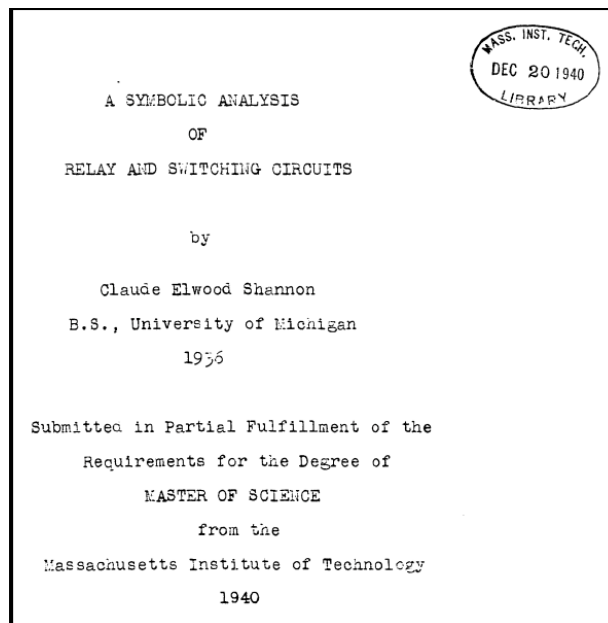 MASS. INST. TECH.
DEC 20 1940
LIBRARY
A SYMBOLIC ANALYSIS
OF
RELAY AND SWITCHING CIRCUITS
by
Claude Elwood Shannon
B.S., University of Michigan
1936
Submitted in Partial Fulfillment of the
Requirements for the Degree of
MASTER OF SCIENCE
from the
Massachusetts Institute of Technology
1940